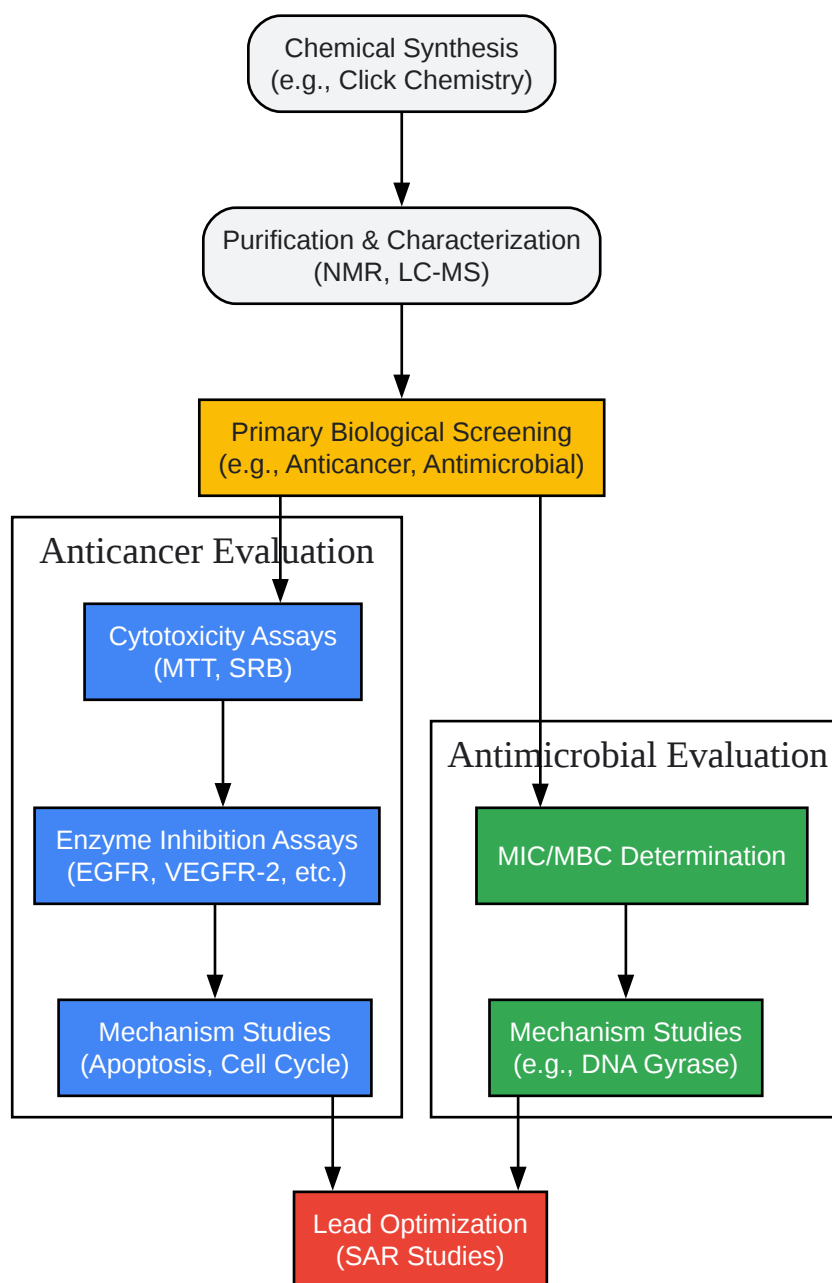 Chemical Synthesis
(e.g., Click Chemistry)
Purification & Characterization
(NMR, LC-MS)
Primary Biological Screening
(e.g., Anticancer, Antimicrobial)
Anticancer Evaluation
Cytotoxicity Assays
(MTT, SRB)
Enzyme Inhibition Assays
(EGFR, VEGFR-2, etc.)
Mechanism Studies
(Apoptosis, Cell Cycle)
Antimicrobial Evaluation
MIC/MBC Determination
Mechanism Studies
(e.g., DNA Gyrase)
Lead Optimization
(SAR Studies)